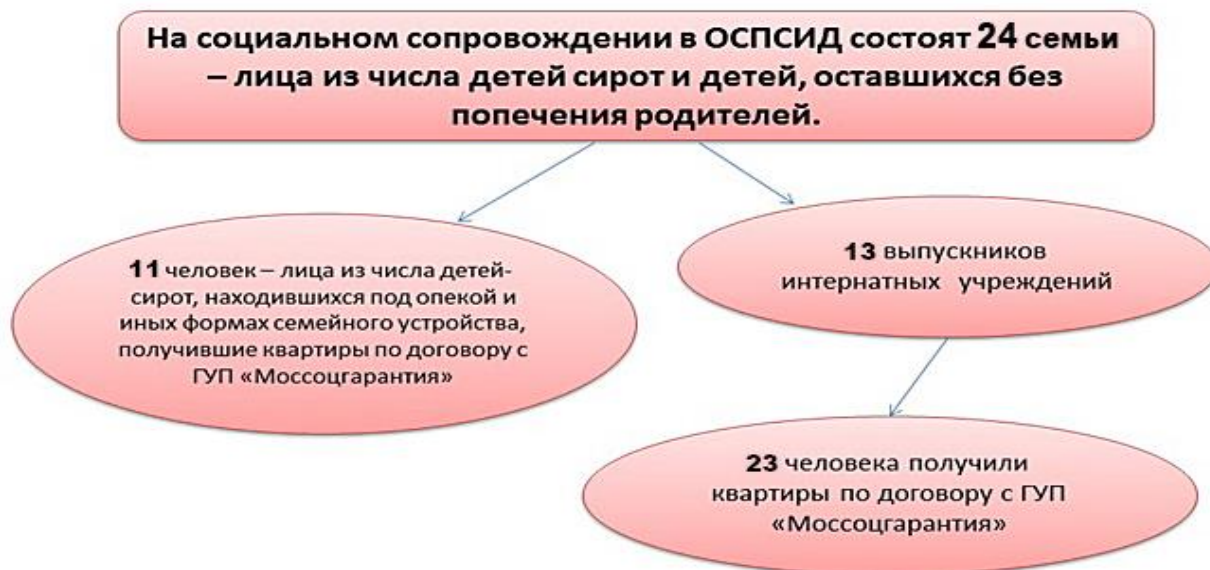 На социальном сопровождении в ОСПСИД состоят 24 семьи
– лица из числа детей сирот и детей, оставшихся без
попечения родителей.
11 человек – лица из числа детей-
сирот, находившихся под опекой и
иных формах семейного устройства,
получившие квартиры по договору с
ГУП «Моссоцгарантия»
13 выпускников
интернатных учреждений
23 человека получили
квартиры по договору с ГУП
«Моссоцгарантия»